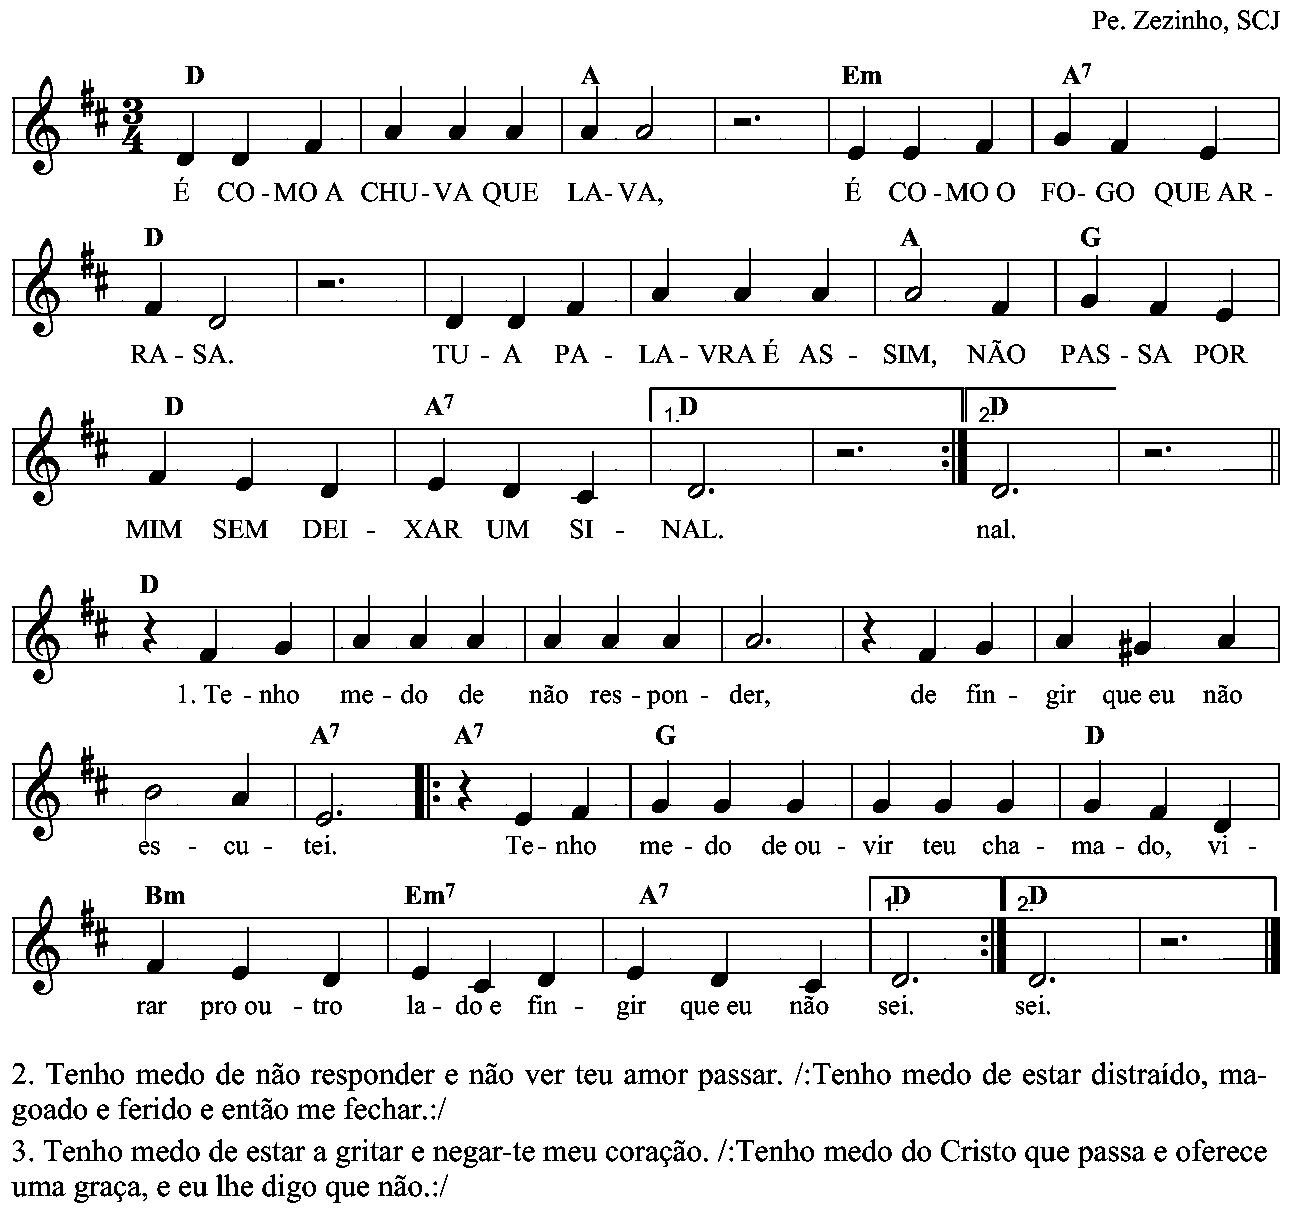 Pe. Zezinho, SCJ
D A Em A7
3
4
É CO-MO A CHU-VA QUE LA-VA, É CO-MO O FO-GO QUE AR-
D A G
RA-SA. TU-A PA-LA-VRA É AS-SIM, NÃO PAS-SA POR
D A7 1. D 2. D
MIM SEM DEI-XAR UM SI-NAL. nal.
D
1. Te-nho me-do de não res-pon-der, de fin-gir que eu não
A7 A7 G D
es-cu-tei. Te-nho me-do de ou-vir teu cha-ma-do, vi-
Bm Em7 A7 1. D 2. D
rar pro ou-tro la-do e fin-gir que eu não sei. sei.
2. Tenho medo de não responder e não ver teu amor passar. /:Tenho medo de estar distraído, ma-
goado e ferido e então me fechar.:/
3. Tenho medo de estar a gritar e negar-te meu coração. /:Tenho medo do Cristo que passa e oferece
uma graça, e eu lhe digo que não.:/